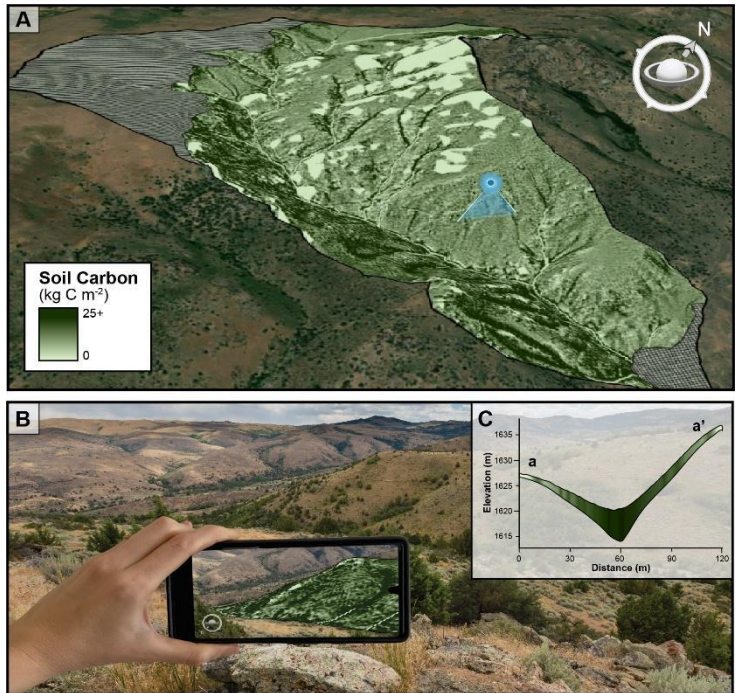 A
N
Soil Carbon
(kg C m⁻²)
25+
0
B
C
a
a'
Elevation (m)
1635
1630
1625
1620
1615
0 30 60 90 120
Distance (m)